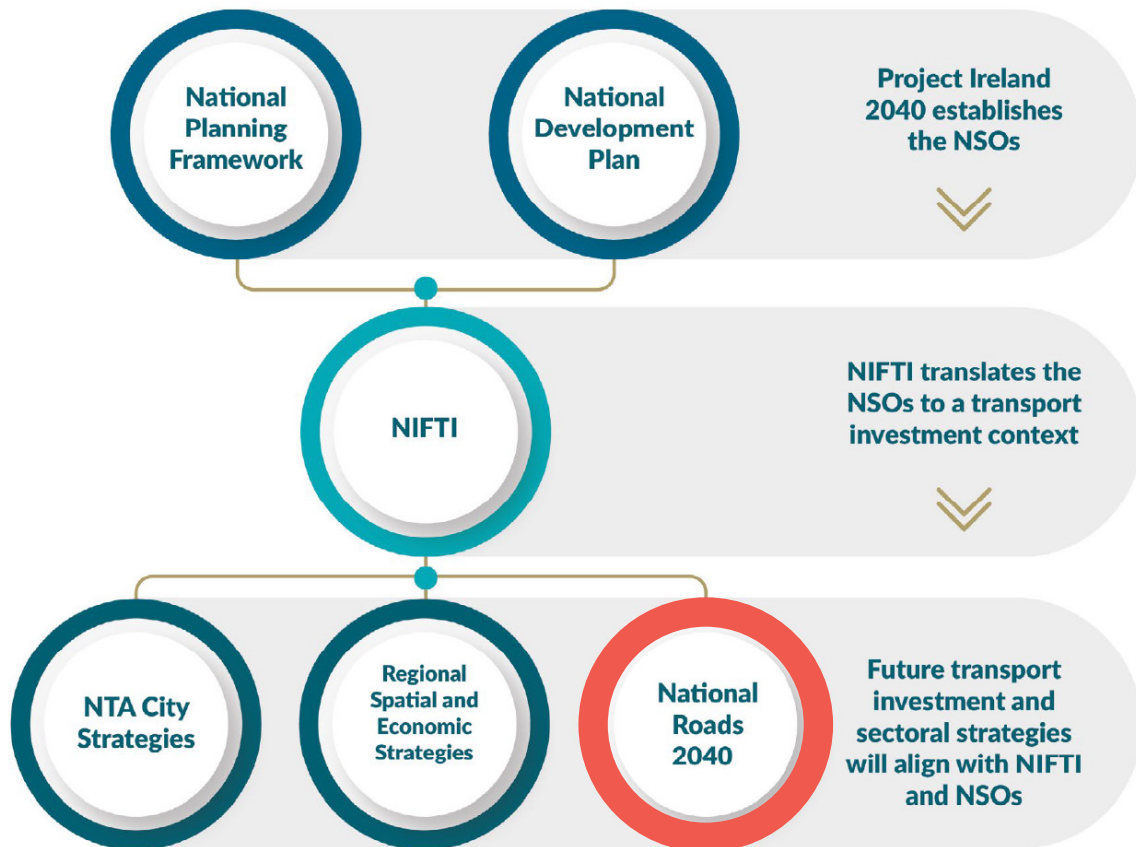 National
Planning
Framework
National
Development
Plan
Project Ireland
2040 establishes
the NSOs
NIFTI
NIFTI translates the
NSOs to a transport
investment context
NTA City
Strategies
Regional
Spatial and
Economic
Strategies
National
Roads
2040
Future transport
investment and
sectoral strategies
will align with NIFTI
and NSOs